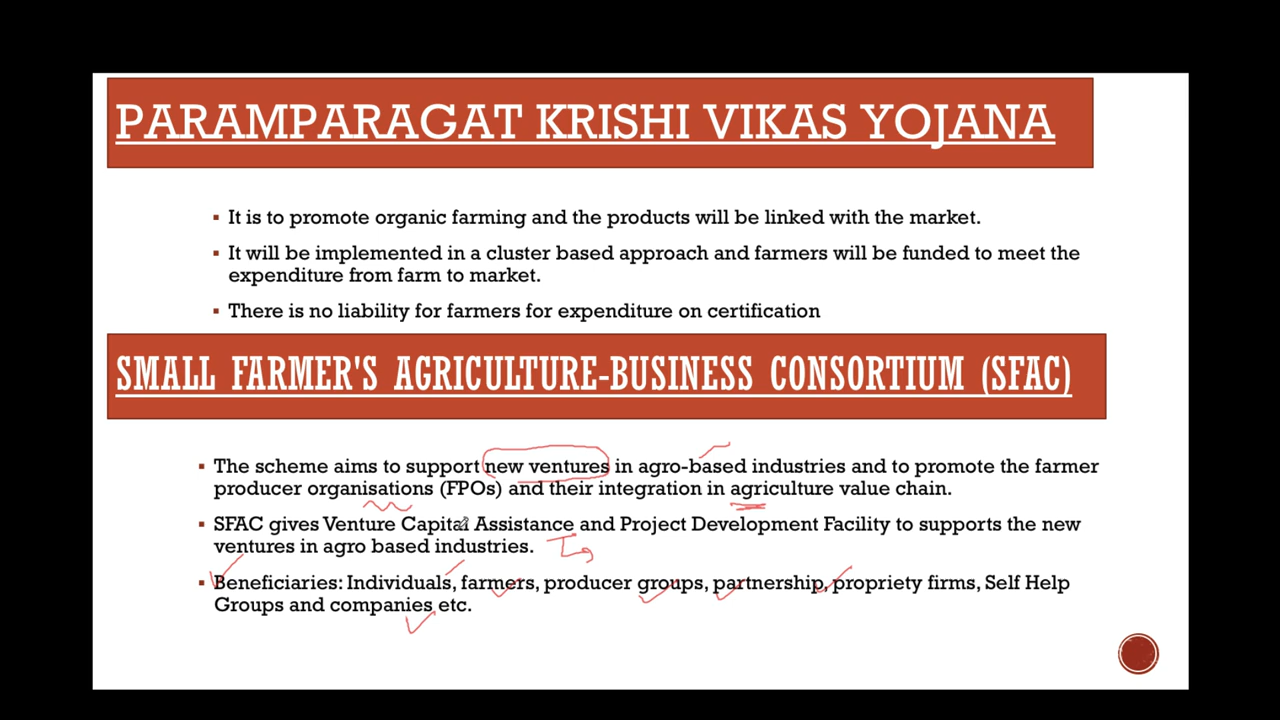 PARAMPARAGAT KRISHI VIKAS YOJANA
▪ It is to promote organic farming and the products will be linked with the market.
▪ It will be implemented in a cluster based approach and farmers will be funded to meet the
expenditure from farm to market.
▪ There is no liability for farmers for expenditure on certification
SMALL FARMER'S AGRICULTURE-BUSINESS CONSORTIUM (SFAC)
▪ The scheme aims to support new ventures in agro-based industries and to promote the farmer
producer organisations (FPOs) and their integration in agriculture value chain.
▪ SFAC gives Venture Capital Assistance and Project Development Facility to supports the new
ventures in agro based industries.
▪ Beneficiaries: Individuals, farmers, producer groups, partnership, propriety firms, Self Help
Groups and companies etc.